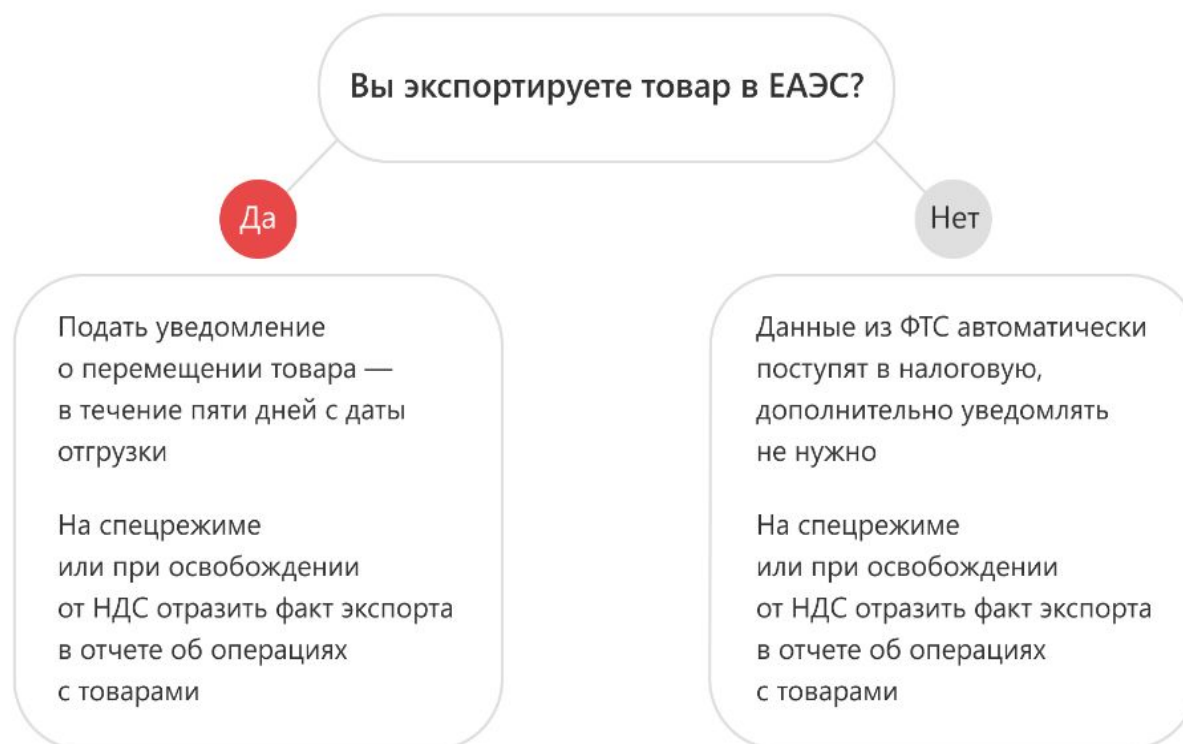 Вы экспортируете товар в ЕАЭС?
Да
Нет
Подать уведомление
о перемещении товара —
в течение пяти дней с даты
отгрузки
На спецрежиме
или при освобождении
от НДС отразить факт экспорта
в отчете об операциях
с товарами
Данные из ФТС автоматически
поступят в налоговую,
дополнительно уведомлять
не нужно
На спецрежиме
или при освобождении
от НДС отразить факт экспорта
в отчете об операциях
с товарами